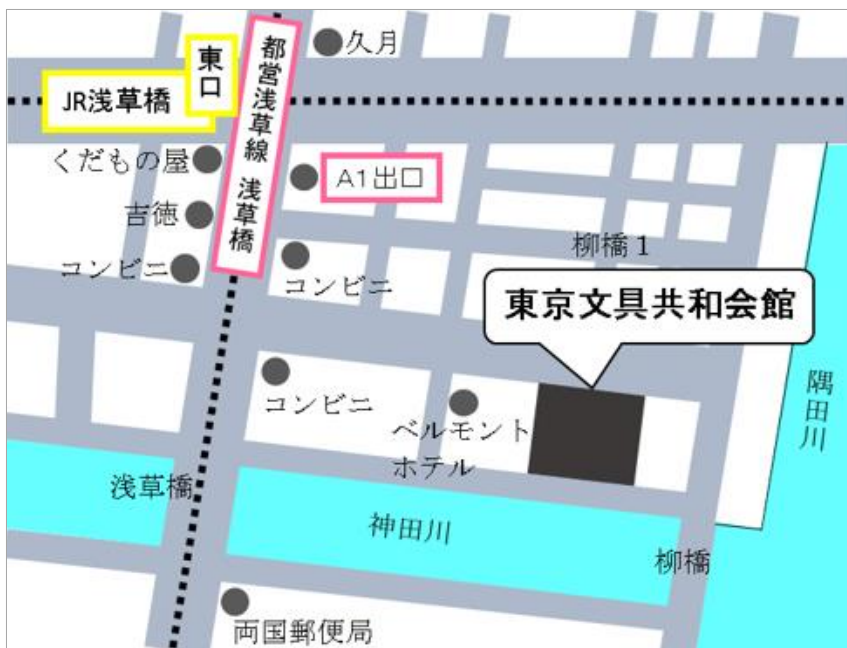 久月
東口
JR浅草橋
都営浅草線 浅草橋
くだもの屋
A1出口
吉徳
コンビニ
コンビニ
柳橋1
東京文具共和会館
コンビニ
ベルモント
ホテル
隅田川
浅草橋
神田川
柳橋
両国郵便局